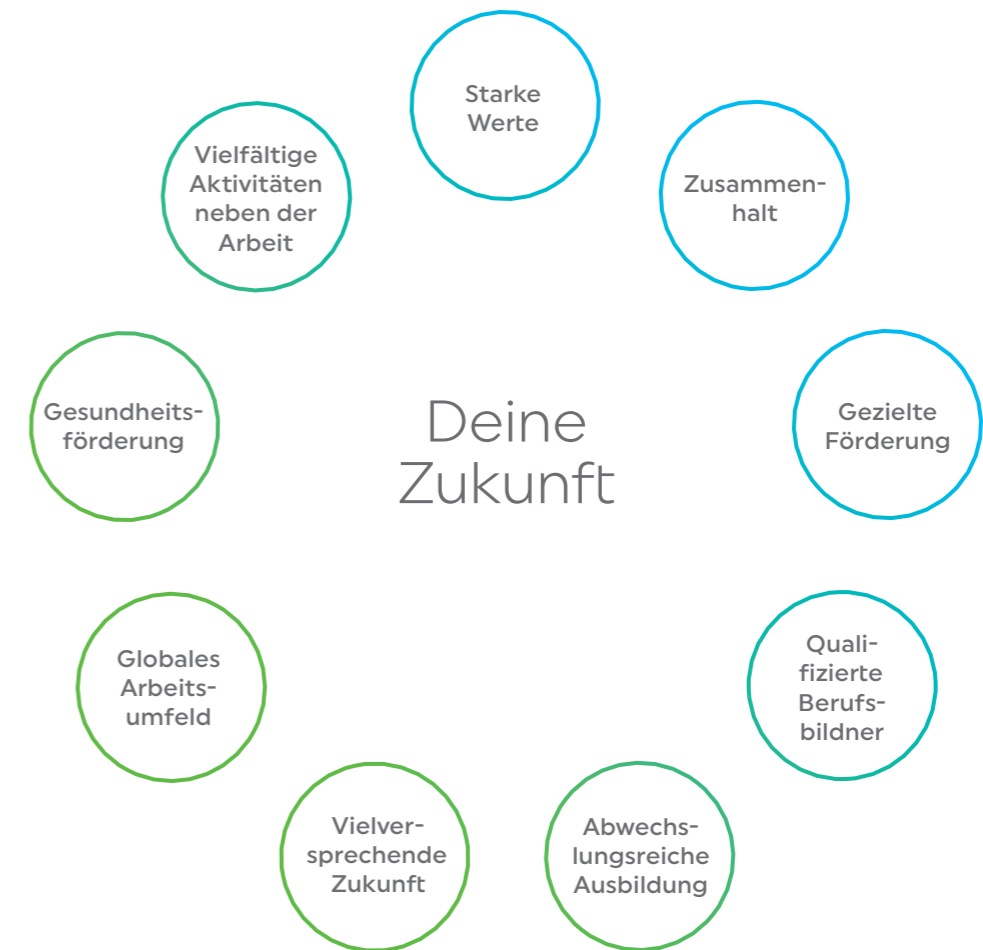 Starke
Werte
Zusammen-
halt
Gezielte
Förderung
Quali-
fizierte
Berufs-
bildner
Abwechs-
lungsreiche
Ausbildung
Vielver-
sprechende
Zukunft
Globales
Arbeits-
umfeld
Gesundheits-
förderung
Vielfältige
Aktivitäten
neben der
Arbeit
Deine
Zukunft